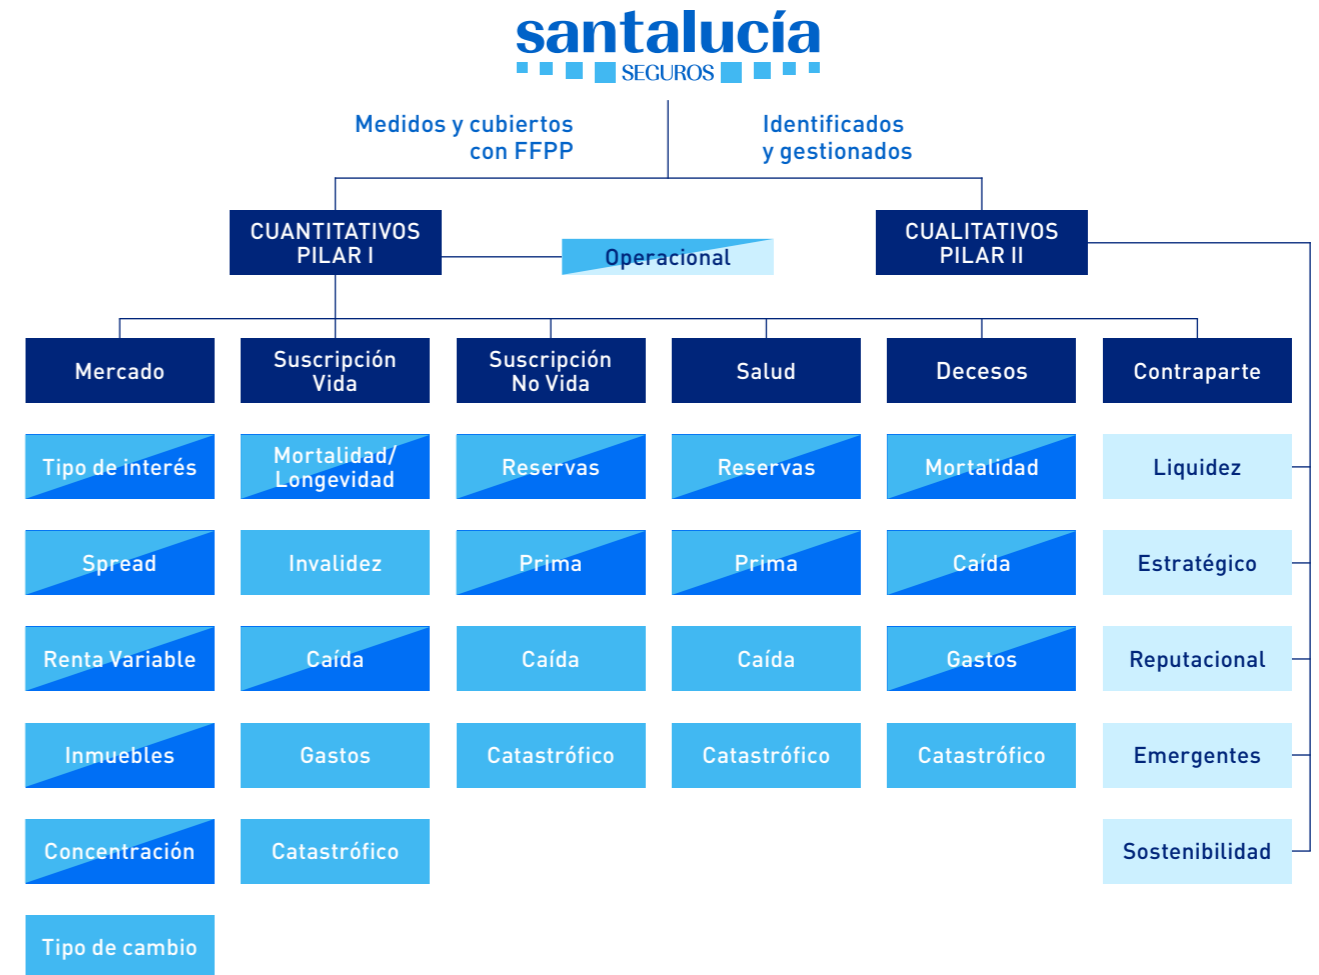 santalucía
SEGUROS
Medidos y cubiertos
con FFPP
Identificados
y gestionados
CUANTITATIVOS
PILAR I
Operacional
CUALITATIVOS
PILAR II
Mercado
Suscripción
Vida
Suscripción
No Vida
Salud
Decesos
Contraparte
Tipo de interés
Mortalidad/
Longevidad
Reservas
Reservas
Mortalidad
Liquidez
Spread
Invalidez
Prima
Prima
Caída
Estratégico
Renta Variable
Caída
Caída
Caída
Gastos
Reputacional
Inmuebles
Gastos
Catastrófico
Catastrófico
Catastrófico
Emergentes
Concentración
Catastrófico
Sostenibilidad
Tipo de cambio